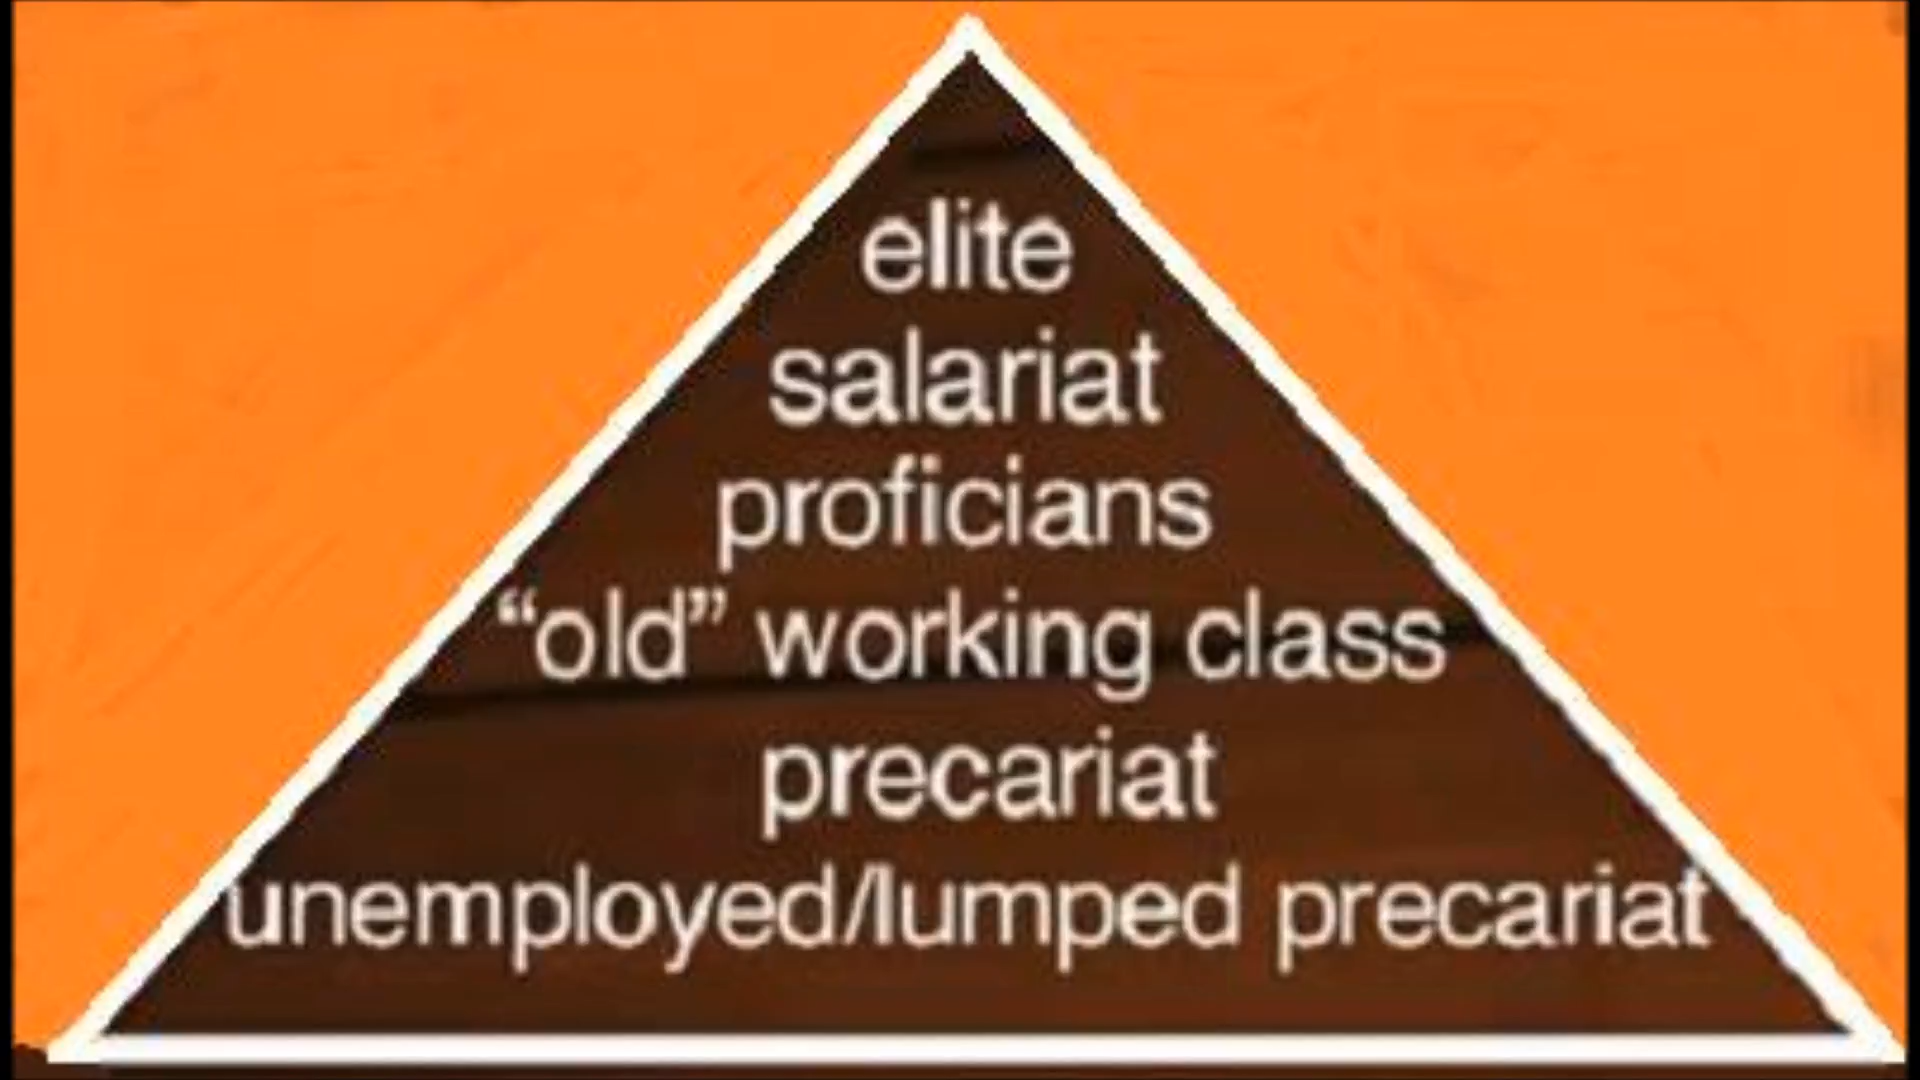 elite
salariat
proficians
“old” working class
precariat
unemployed/lumped precariat